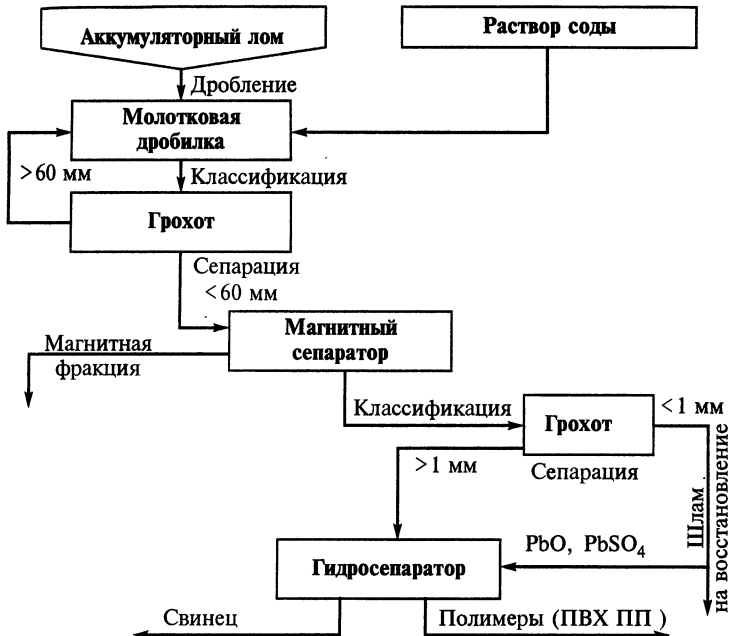 Аккумуляторный лом
Раствор соды
Дробление
Молотковая
дробилка
>60 мм
Классификация
Грохот
Сепарация
<60 мм
Магнитный
сепаратор
Магнитная
фракция
Классификация
Грохот
<1 мм
>1 мм
Сепарация
Шлам
на восстановление
PbO, PbSO₄
Гидросепаратор
Свинец
Полимеры (ПВХ ПП )